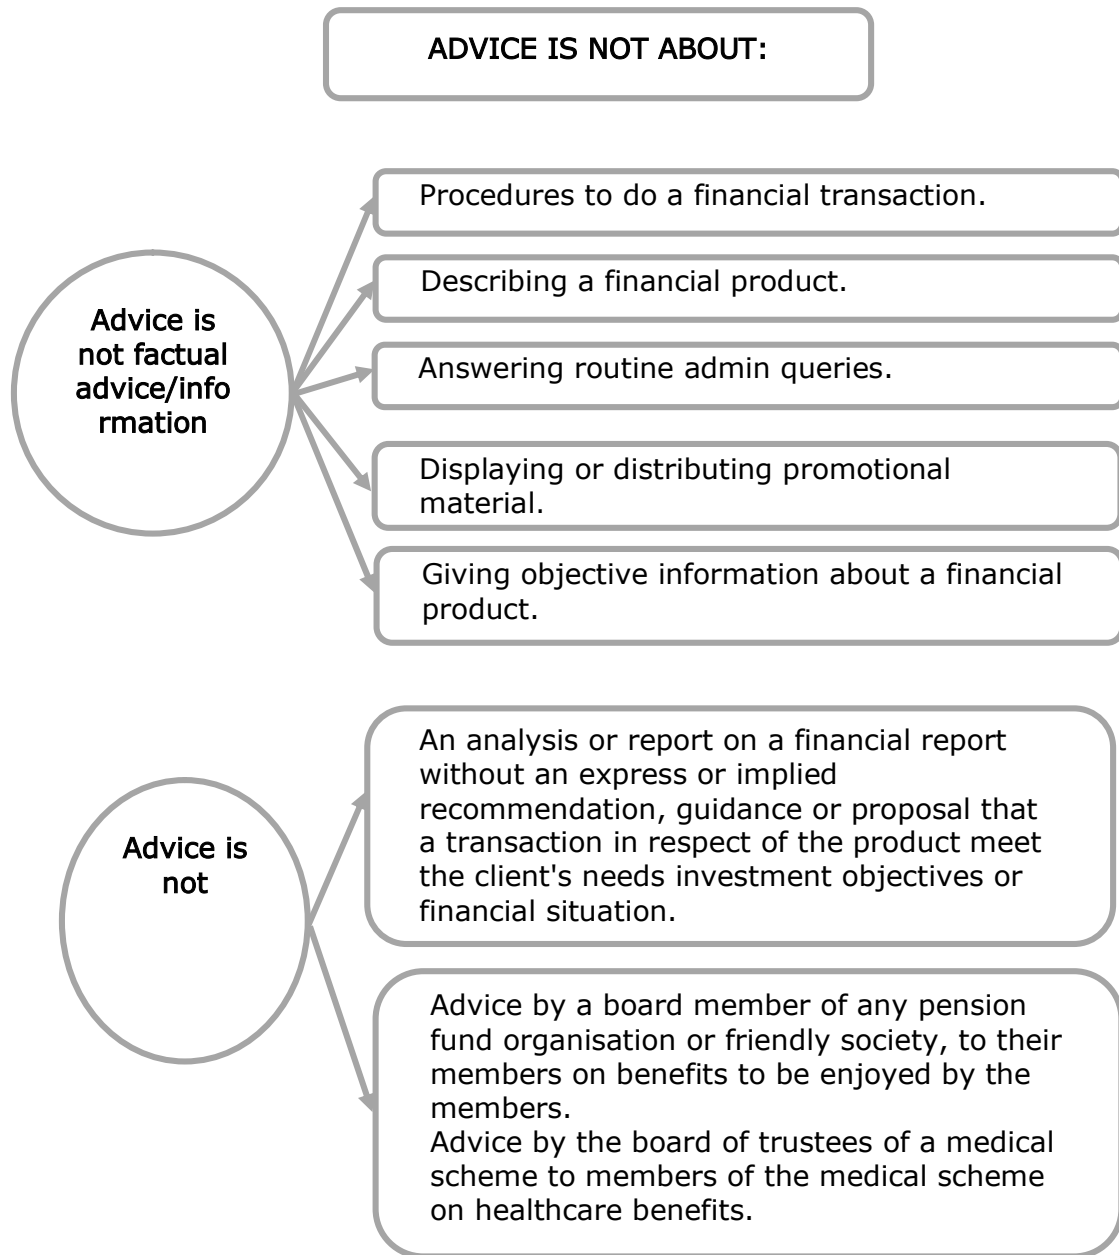 ADVICE IS NOT ABOUT:
Advice is
not factual
advice/info
rmation
Procedures to do a financial transaction.
Describing a financial product.
Answering routine admin queries.
Displaying or distributing promotional
material.
Giving objective information about a financial
product.
Advice is
not
An analysis or report on a financial report
without an express or implied
recommendation, guidance or proposal that
a transaction in respect of the product meet
the client's needs investment objectives or
financial situation.
Advice by a board member of any pension
fund organisation or friendly society, to their
members on benefits to be enjoyed by the
members.
Advice by the board of trustees of a medical
scheme to members of the medical scheme
on healthcare benefits.